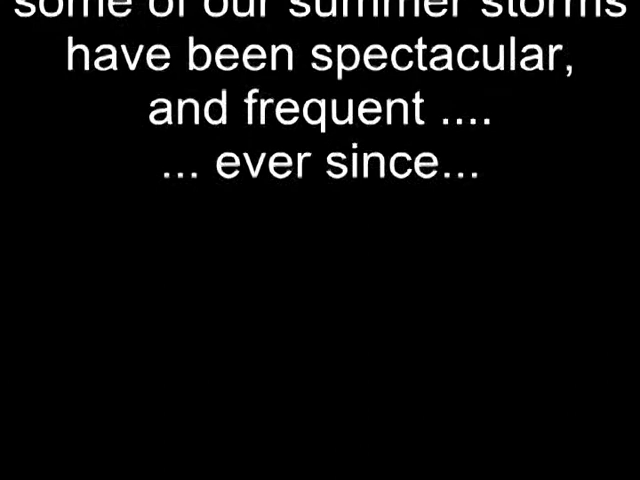 some of our summer storms
have been spectacular,
and frequent ....
... ever since...